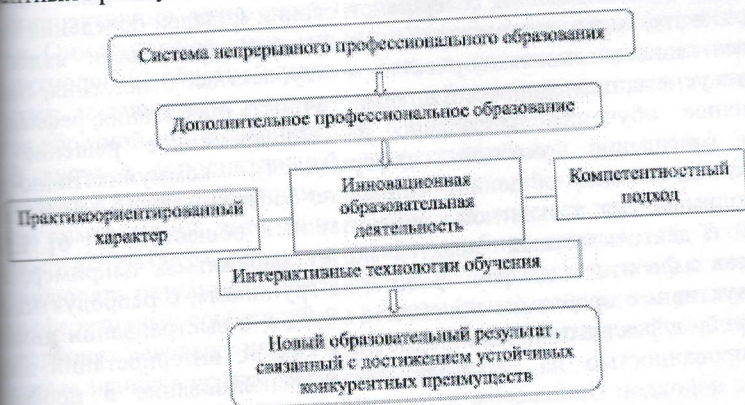 Система непрерывного профессионального образования
Дополнительное профессиональное образование
Инновационная
образовательная
деятельность
Практикоориентированный
характер
Компетентностный
подход
Интерактивные технологии обучения
Новый образовательный результат,
связанный с достижением устойчивых
конкурентных преимуществ